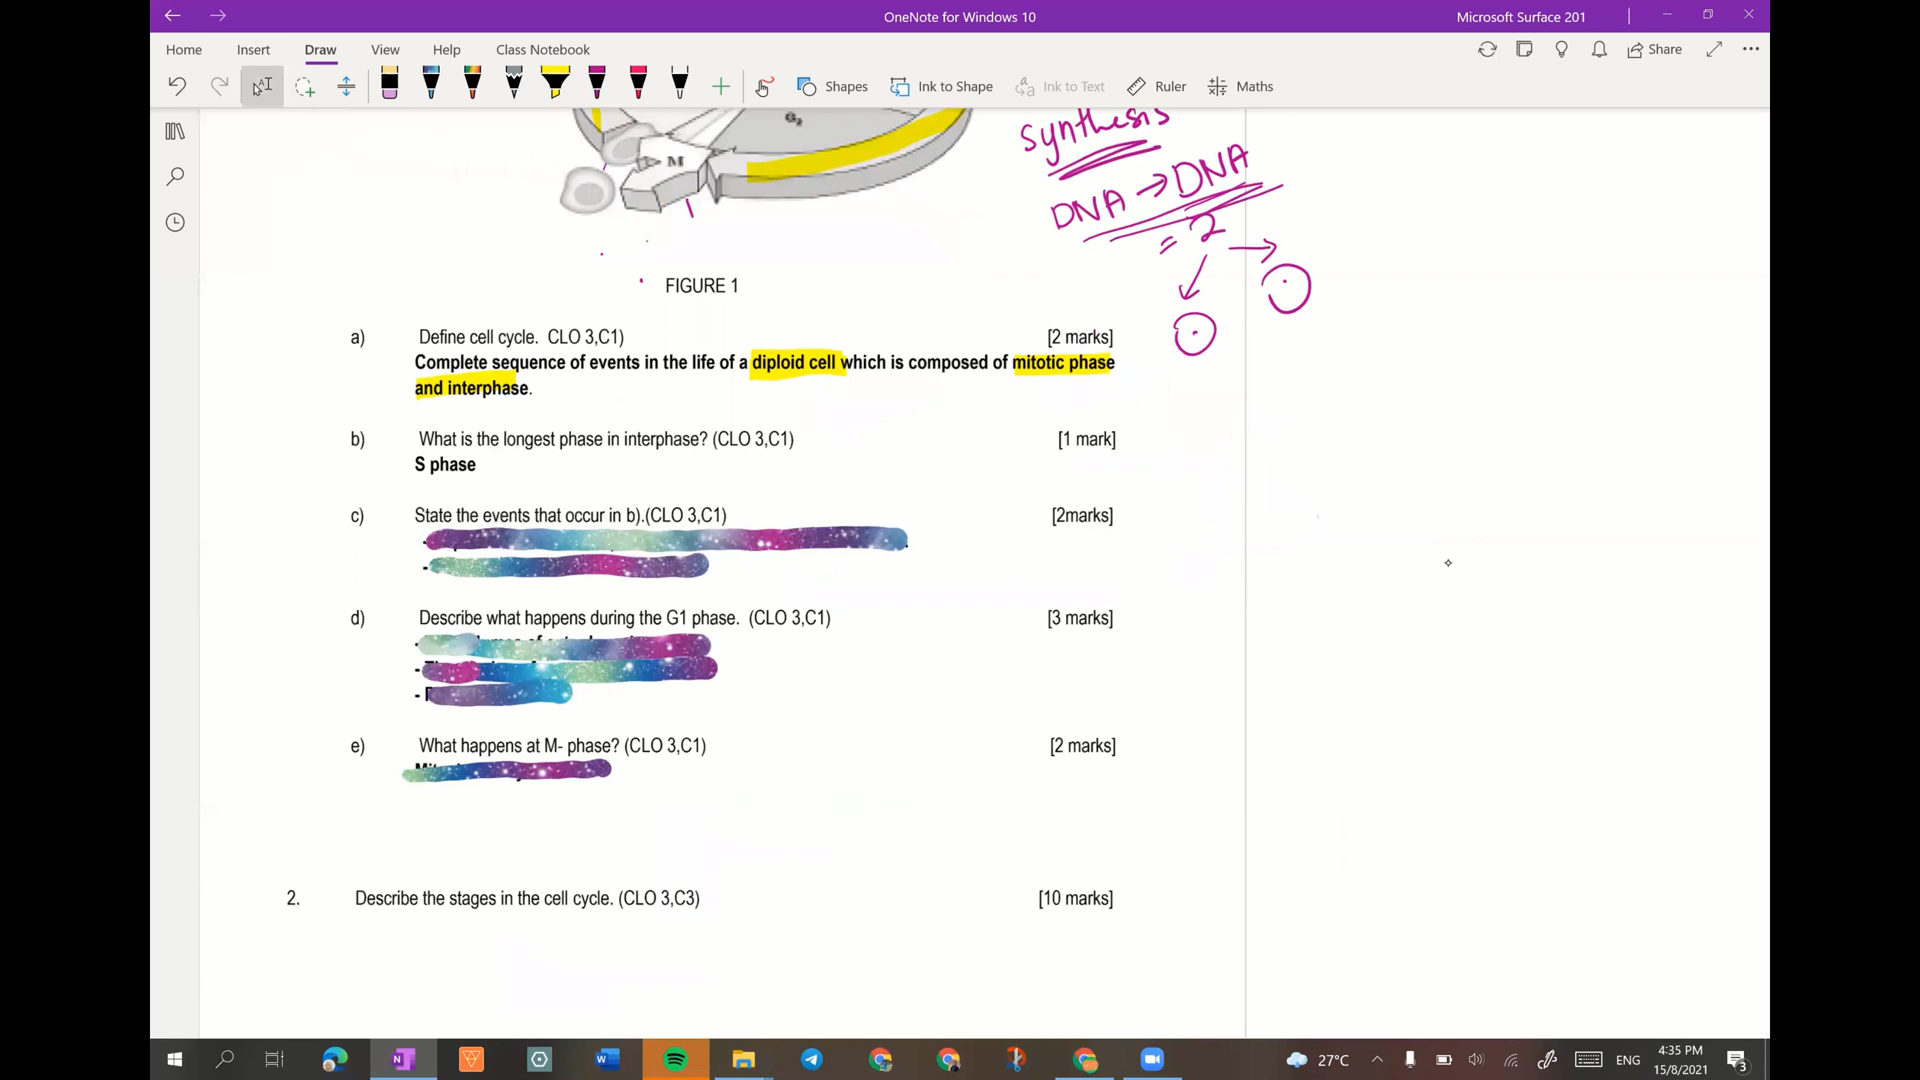 OneNote for Windows 10
Microsoft Surface 201
Home Insert Draw View Help Class Notebook
Share
Shapes Ink to Shape Ink to Text Ruler Maths
G2
M
Synthesis
DNA → DNA
= 2
FIGURE 1
a) Define cell cycle. CLO 3,C1) [2 marks]
Complete sequence of events in the life of a diploid cell which is composed of mitotic phase
and interphase.
b) What is the longest phase in interphase? (CLO 3,C1) [1 mark]
S phase
c) State the events that occur in b).(CLO 3,C1) [2marks]
d) Describe what happens during the G1 phase. (CLO 3,C1) [3 marks]
e) What happens at M- phase? (CLO 3,C1) [2 marks]
2. Describe the stages in the cell cycle. (CLO 3,C3) [10 marks]
27°C
ENG
4:35 PM
15/8/2021
3